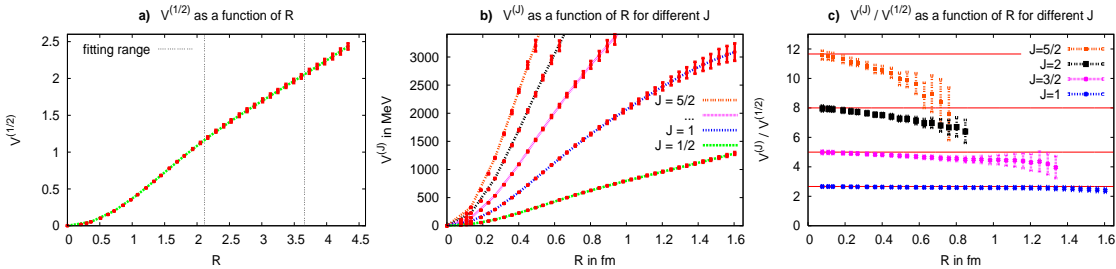 a) V(1/2) as a function of R
fitting range
V(1/2)
2.5
2.0
1.5
1.0
0.5
0.0
0 0.5 1 1.5 2 2.5 3 3.5 4 4.5
R
b) V(J) as a function of R for different J
V(J) in MeV
3000
2500
2000
1500
1000
500
0
J = 5/2
...
J = 1
J = 1/2
0 0.2 0.4 0.6 0.8 1 1.2 1.4 1.6
R in fm
c) V(J) / V(1/2) as a function of R for different J
V(J) / V(1/2)
12
10
8
6
4
2
0
J=5/2
J=2
J=3/2
J=1
0 0.2 0.4 0.6 0.8 1 1.2 1.4 1.6
R in fm